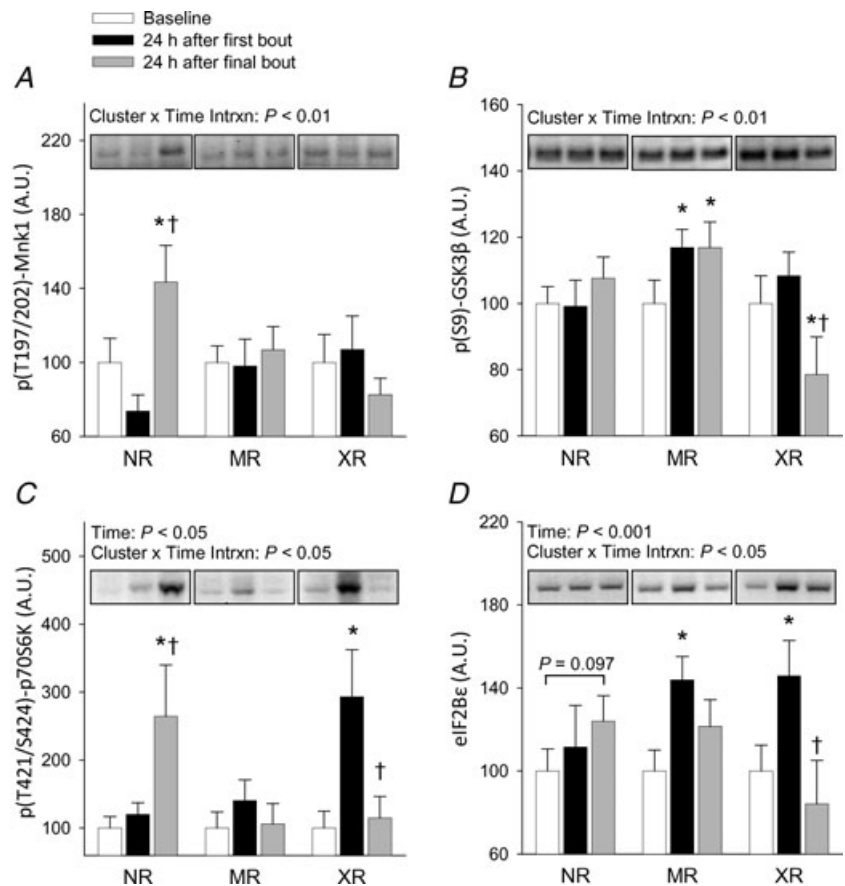 Baseline
24 h after first bout
24 h after final bout
A
Cluster x Time Intrxn: P < 0.01
220
180
140
100
60
p(T197/202)-Mnk1 (A.U.)
*†
NR MR XR
B
Cluster x Time Intrxn: P < 0.01
160
140
120
100
80
60
p(S9)-GSK3β (A.U.)
* *
*†
NR MR XR
C
Time: P < 0.05
Cluster x Time Intrxn: P < 0.05
500
400
300
200
100
p(T421/S424)-p70S6K (A.U.)
*†
*
†
NR MR XR
D
Time: P < 0.001
Cluster x Time Intrxn: P < 0.05
220
180
140
100
60
eIF2Bε (A.U.)
P = 0.097
*
*
†
NR MR XR